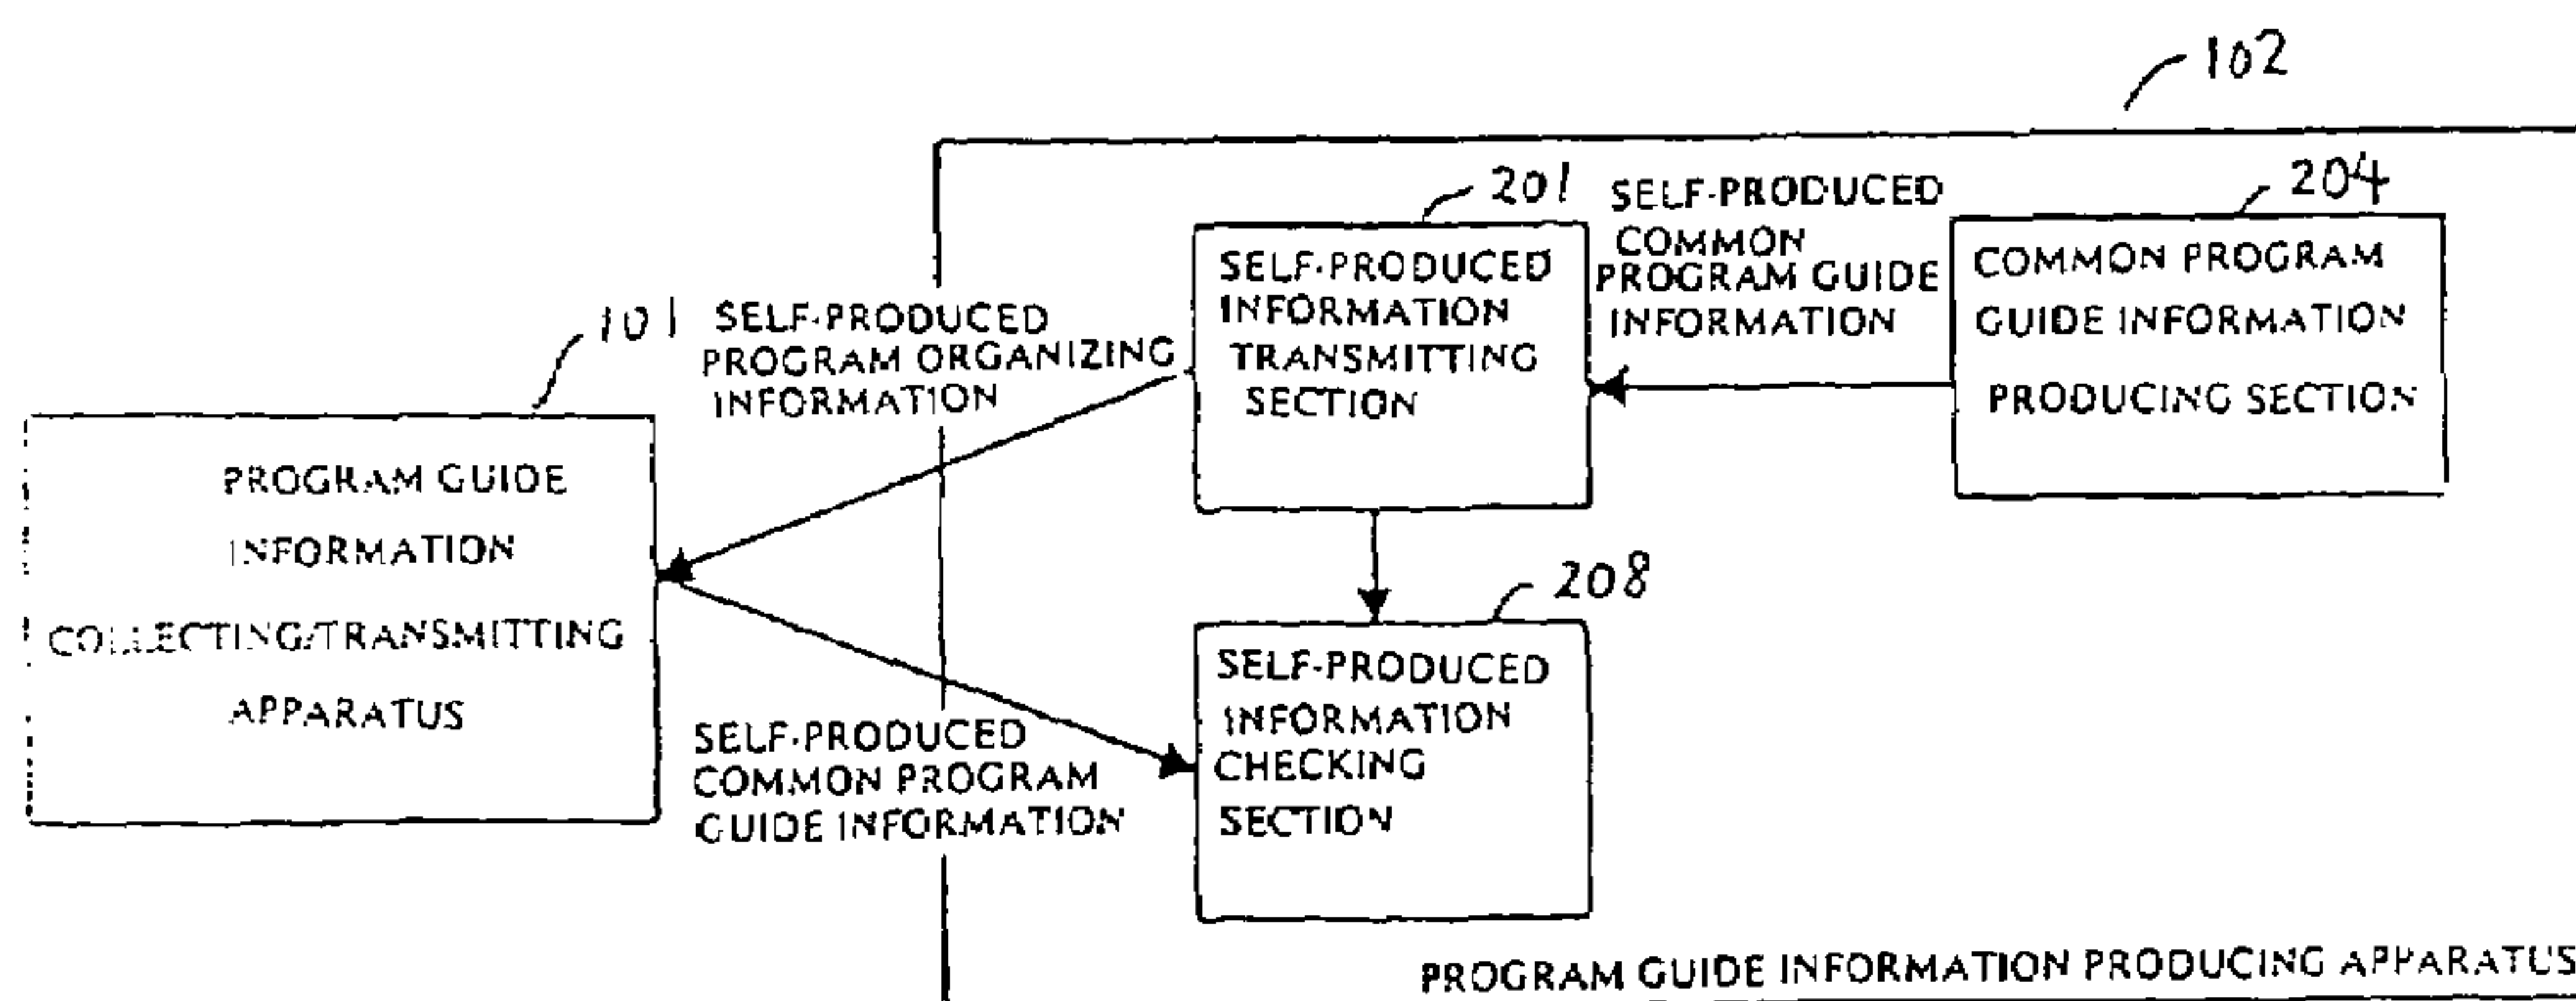 102
201
SELF-PRODUCED
COMMON
PROGRAM GUIDE
INFORMATION
204
SELF-PRODUCED
INFORMATION
TRANSMITTING
SECTION
COMMON PROGRAM
GUIDE INFORMATION
PRODUCING SECTION
101
SELF-PRODUCED
PROGRAM ORGANIZING
INFORMATION
PROGRAM GUIDE
INFORMATION
COLLECTING/TRANSMITTING
APPARATUS
208
SELF-PRODUCED
INFORMATION
CHECKING
SECTION
SELF-PRODUCED
COMMON PROGRAM
GUIDE INFORMATION
PROGRAM GUIDE INFORMATION PRODUCING APPARATUS